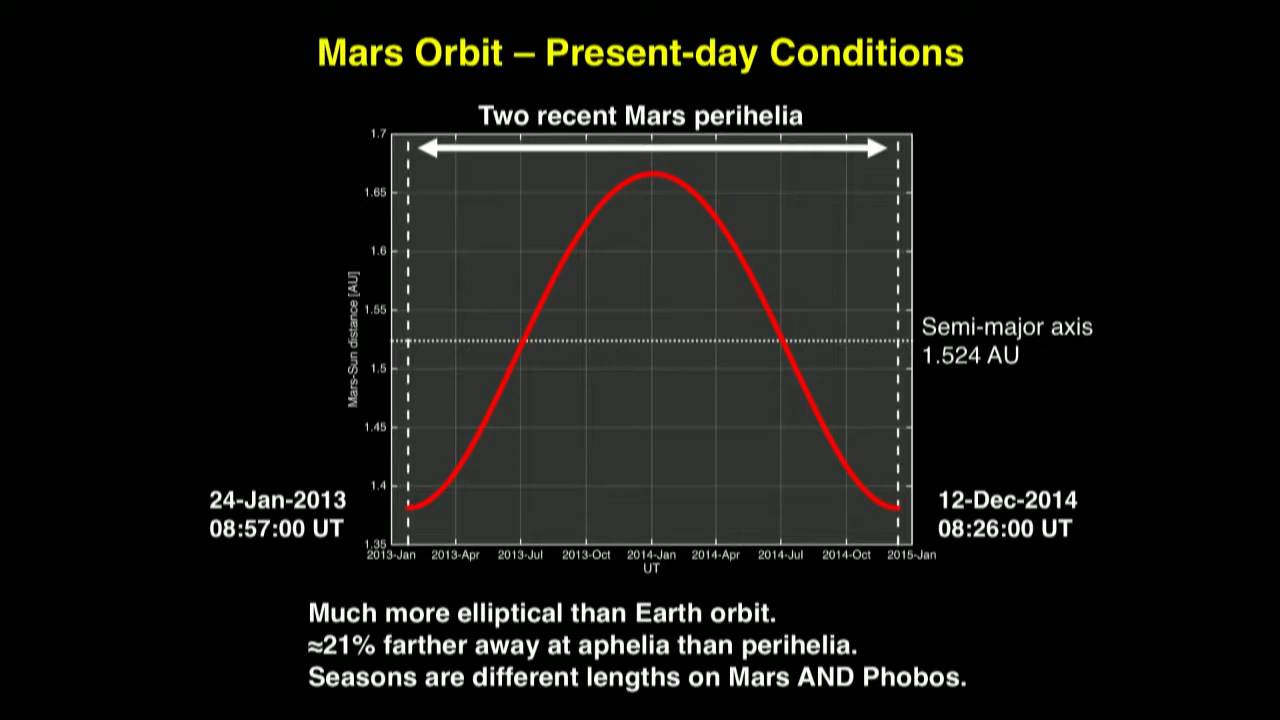 Mars Orbit – Present-day Conditions
Two recent Mars perihelia
1.7
1.65
1.6
1.55
1.5
1.45
1.4
1.35
Mars-Sun distance [AU]
Semi-major axis
1.524 AU
24-Jan-2013
08:57:00 UT
12-Dec-2014
08:26:00 UT
2013-Jan 2013-Apr 2013-Jul 2013-Oct 2014-Jan 2014-Apr 2014-Jul 2014-Oct 2015-Jan
UT
Much more elliptical than Earth orbit.
≈21% farther away at aphelia than perihelia.
Seasons are different lengths on Mars AND Phobos.